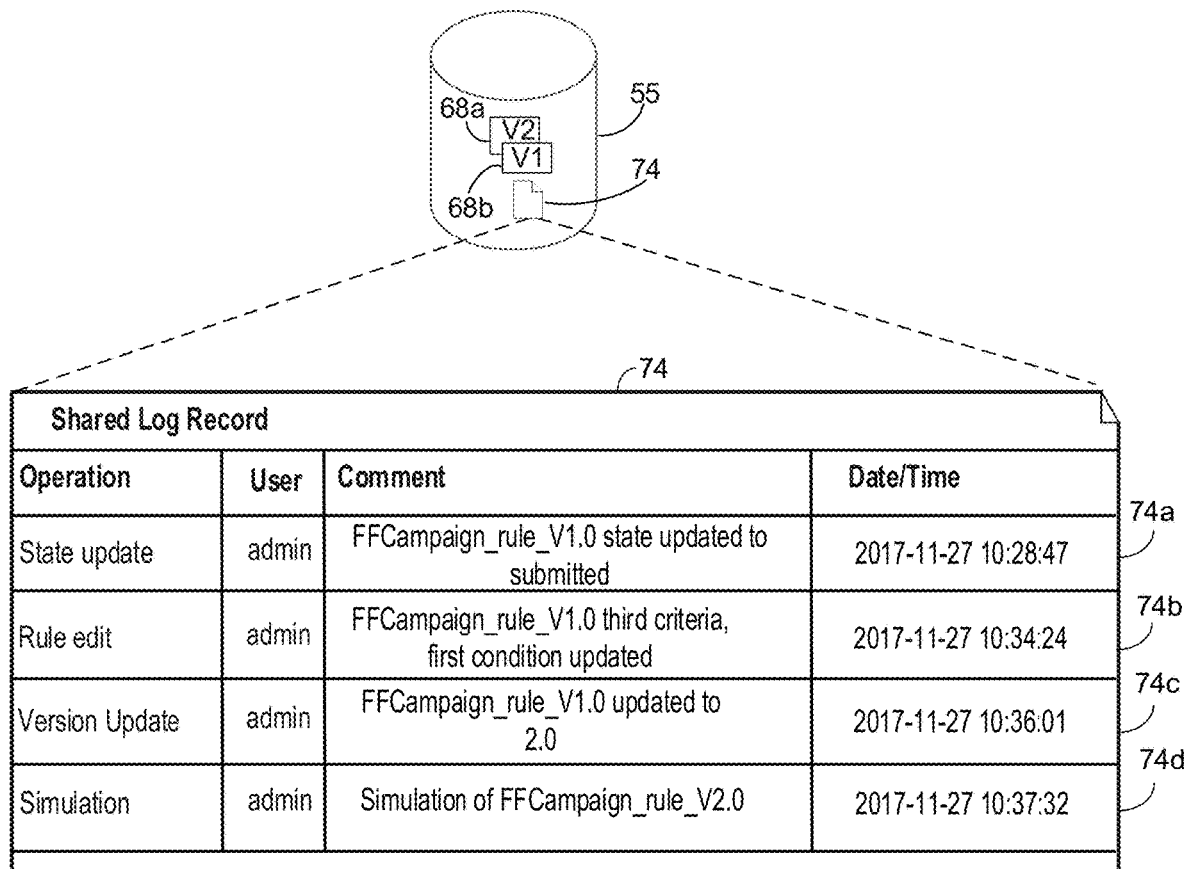 55
68a
V2
V1
74
68b
74
Shared Log Record
Operation User Comment Date/Time
74a
State update admin FFCampaign_rule_V1.0 state updated to
submitted 2017-11-27 10:28:47
74b
Rule edit admin FFCampaign_rule_V1.0 third criteria,
first condition updated 2017-11-27 10:34:24
74c
Version Update admin FFCampaign_rule_V1.0 updated to
2.0 2017-11-27 10:36:01
74d
Simulation admin Simulation of FFCampaign_rule_V2.0 2017-11-27 10:37:32